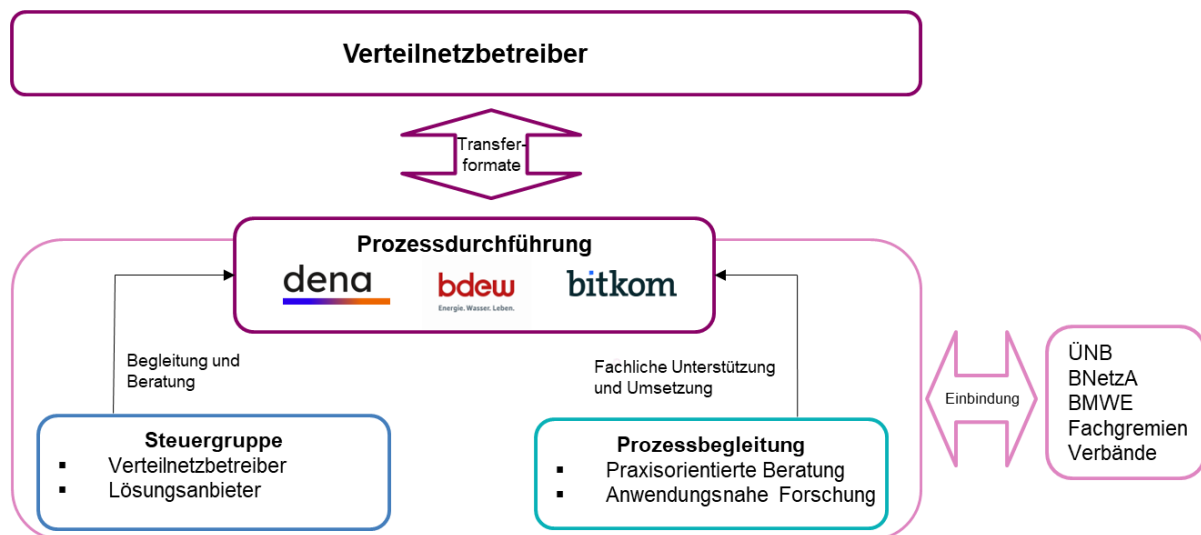 Verteilnetzbetreiber
Transfer-
formate
Prozessdurchführung
dena
bdew
Energie. Wasser. Leben.
bitkom
Begleitung und
Beratung
Fachliche Unterstützung
und Umsetzung
Steuergruppe
▪ Verteilnetzbetreiber
▪ Lösungsanbieter
Prozessbegleitung
▪ Praxisorientierte Beratung
▪ Anwendungsnahe Forschung
Einbindung
ÜNB
BNetzA
BMWE
Fachgremien
Verbände